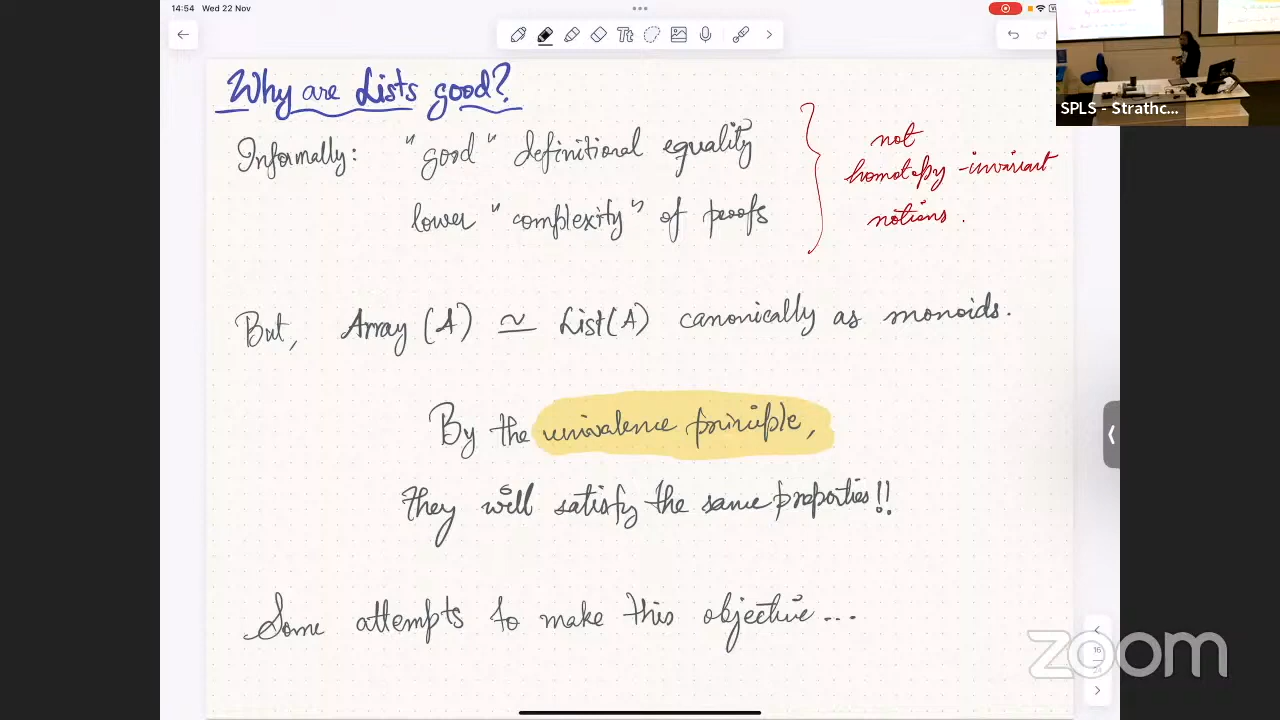 14:54 Wed 22 Nov
Why are Lists good?
Informally: "good" definitional equality
lower "complexity" of proofs
not
homotopy-invariant
notions.
But, Array (A) ≃ List(A) canonically as monoids.
By the univalence principle,
they will satisfy the same properties!!
Some attempts to make this objective...
SPLS - Strathc...
16
24
zoom